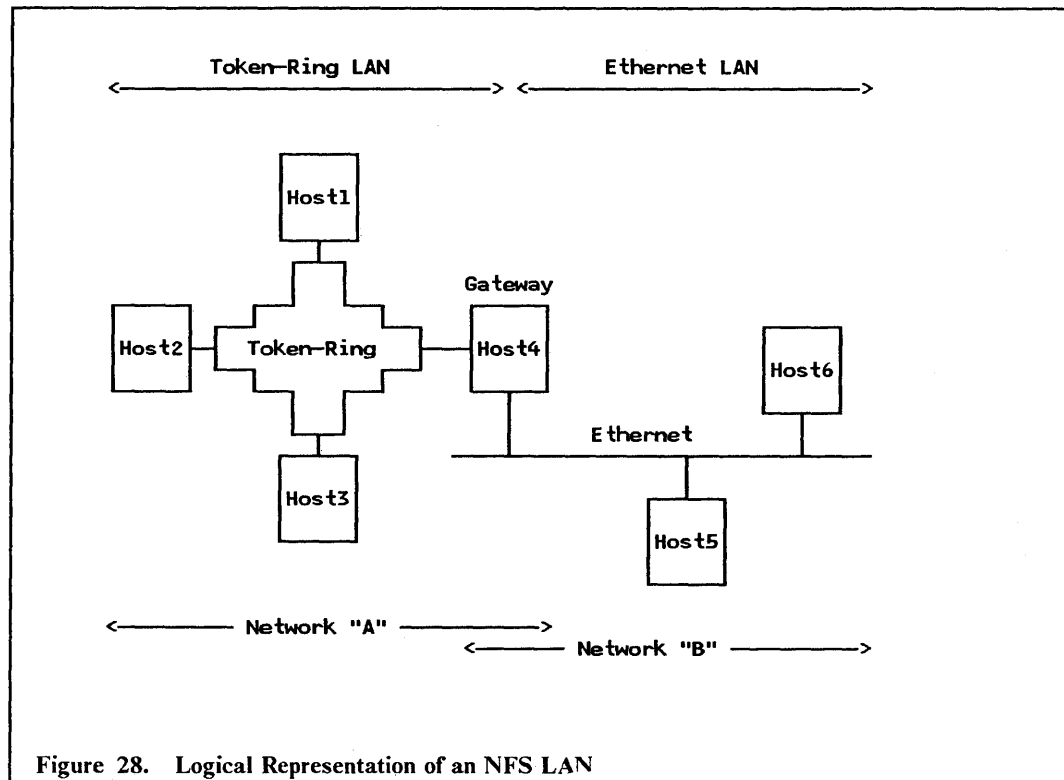 Token-Ring LAN
Ethernet LAN
Host1
Gateway
Host2
Token-Ring
Host4
Host6
Ethernet
Host3
Host5
Network "A"
Network "B"
Figure 28. Logical Representation of an NFS LAN